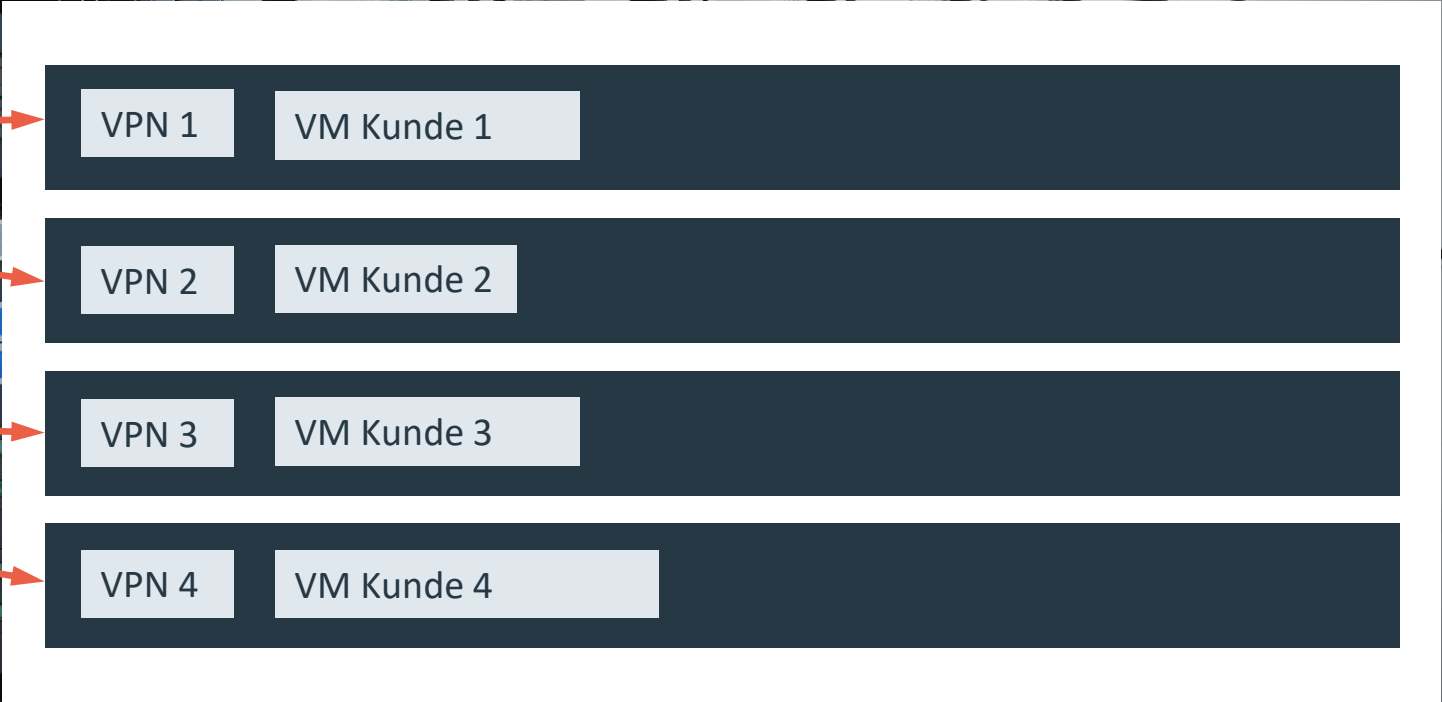 VPN 1
VM Kunde 1
VPN 2
VM Kunde 2
VPN 3
VM Kunde 3
VPN 4
VM Kunde 4